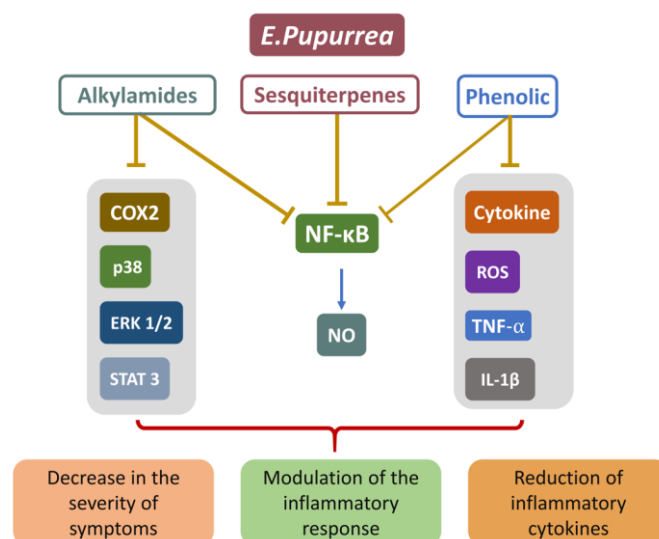 E.Pupurrea
Alkylamides
Sesquiterpenes
Phenolic
COX2
p38
ERK 1/2
STAT 3
NF-κB
NO
Cytokine
ROS
TNF-α
IL-1β
Decrease in the
severity of
symptoms
Modulation of the
inflammatory
response
Reduction of
inflammatory
cytokines